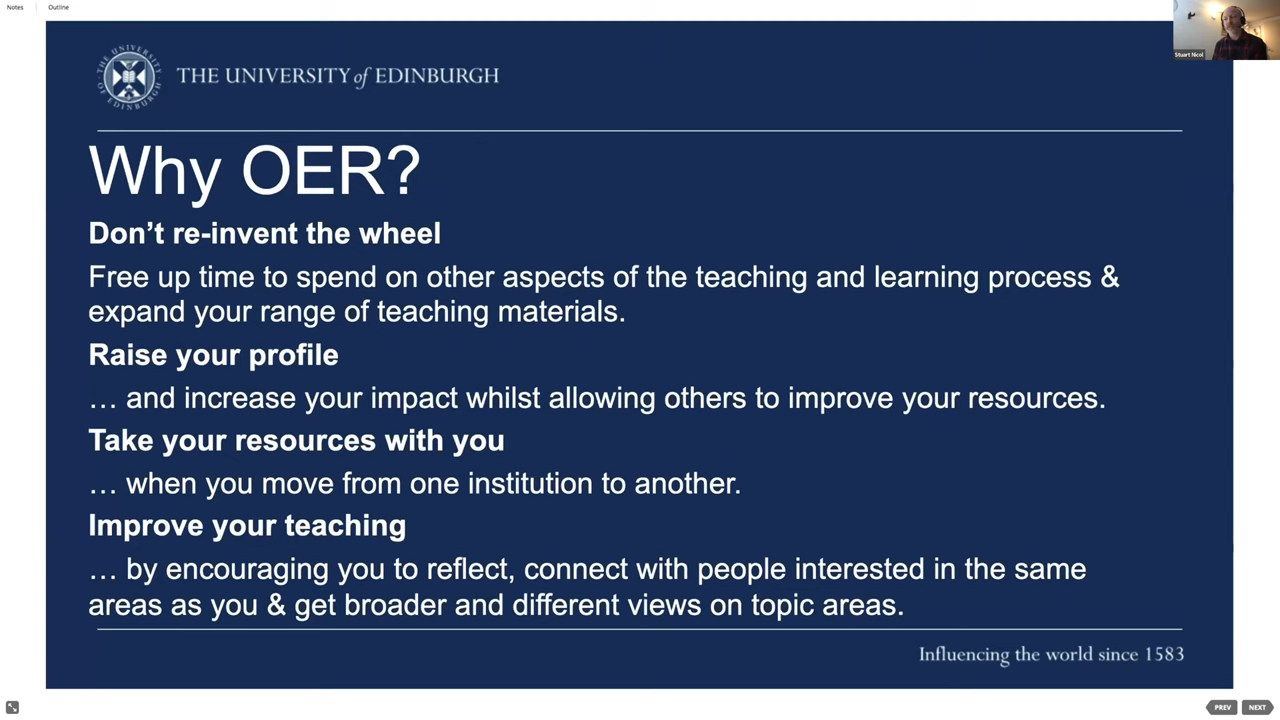 Notes
Outline
Stuart Nicol
THE UNIVERSITY of EDINBURGH
Why OER?
Don’t re-invent the wheel
Free up time to spend on other aspects of the teaching and learning process &
expand your range of teaching materials.
Raise your profile
… and increase your impact whilst allowing others to improve your resources.
Take your resources with you
… when you move from one institution to another.
Improve your teaching
… by encouraging you to reflect, connect with people interested in the same
areas as you & get broader and different views on topic areas.
Influencing the world since 1583
PREV
NEXT